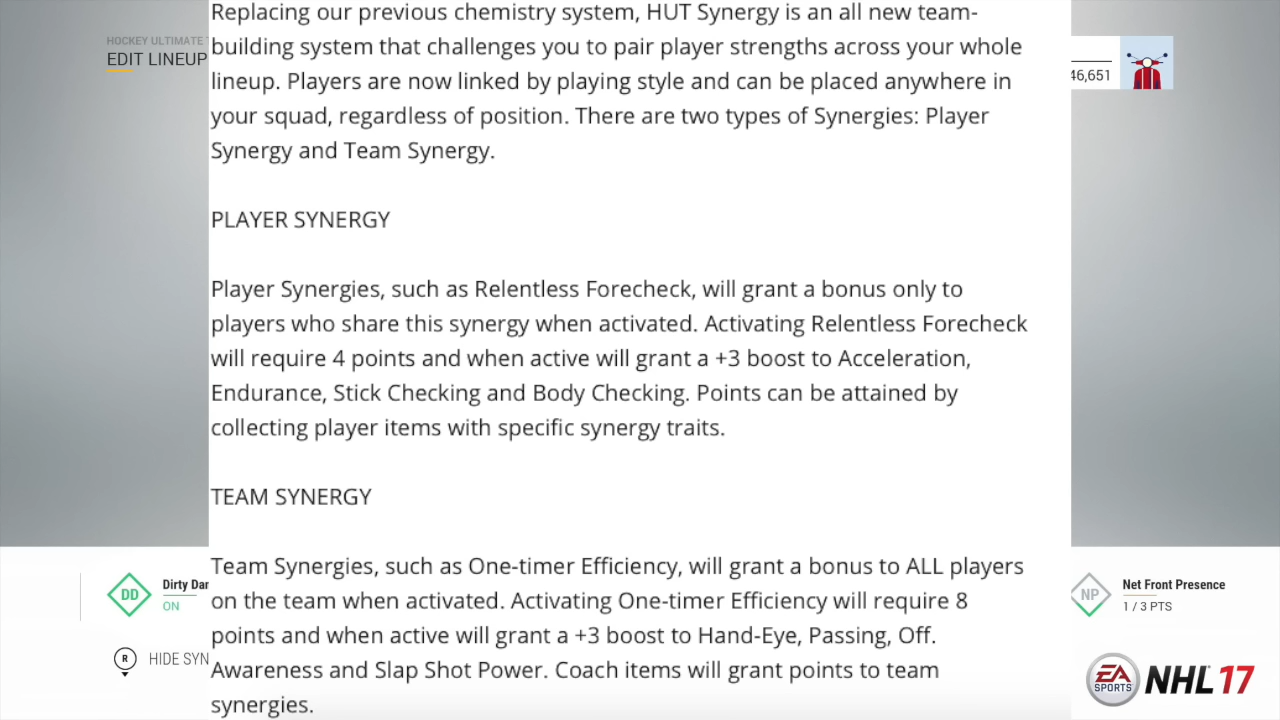 Replacing our previous chemistry system, HUT Synergy is an all new team-
building system that challenges you to pair player strengths across your whole
lineup. Players are now linked by playing style and can be placed anywhere in
your squad, regardless of position. There are two types of Synergies: Player
Synergy and Team Synergy.
HOCKEY ULTIMATE
EDIT LINEUP
46,651
PLAYER SYNERGY
Player Synergies, such as Relentless Forecheck, will grant a bonus only to
players who share this synergy when activated. Activating Relentless Forecheck
will require 4 points and when active will grant a +3 boost to Acceleration,
Endurance, Stick Checking and Body Checking. Points can be attained by
collecting player items with specific synergy traits.
TEAM SYNERGY
Team Synergies, such as One-timer Efficiency, will grant a bonus to ALL players
on the team when activated. Activating One-timer Efficiency will require 8
points and when active will grant a +3 boost to Hand-Eye, Passing, Off.
Awareness and Slap Shot Power. Coach items will grant points to team
synergies.
DD
Dirty Dan
ON
NP
Net Front Presence
1 / 3 PTS
R
HIDE SYN
EA SPORTS
NHL 17